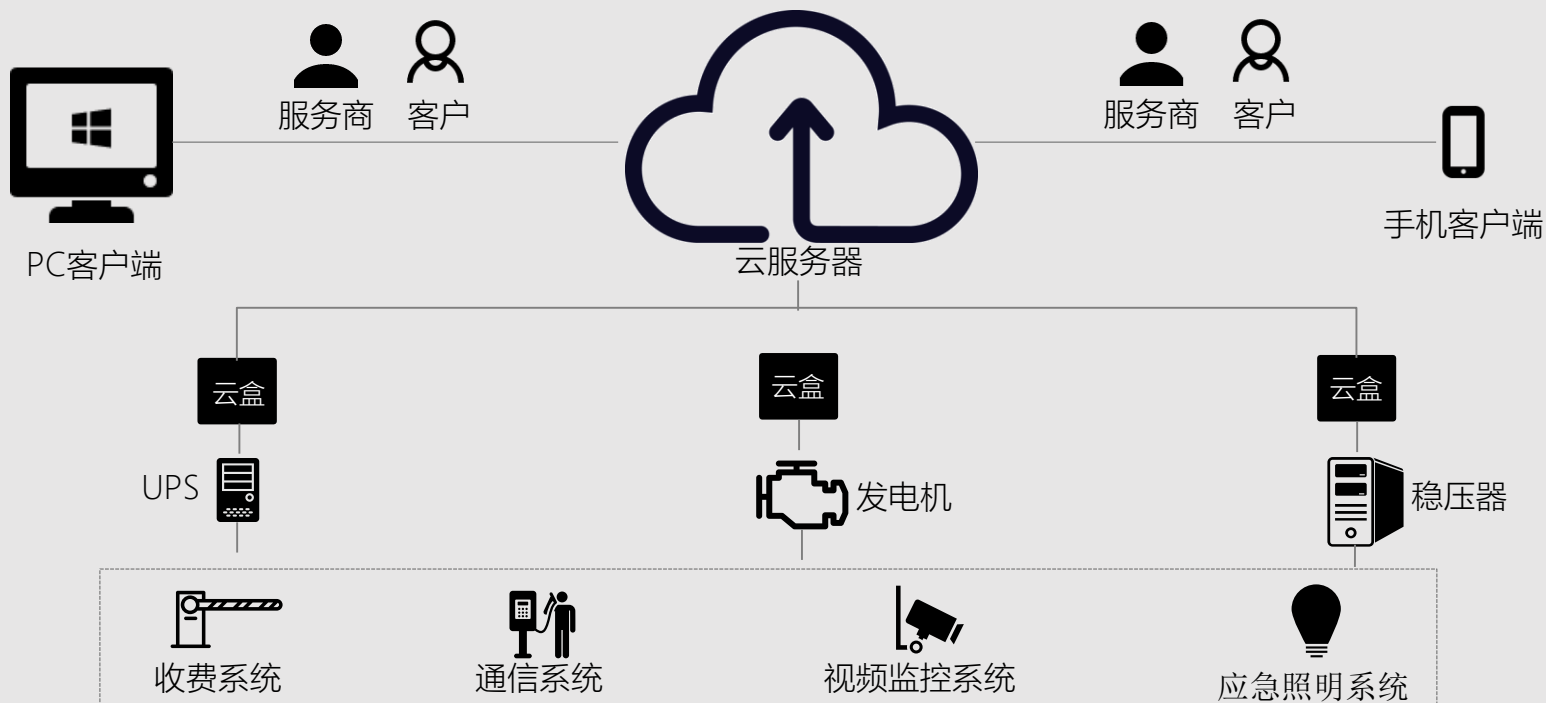 服务商
客户
服务商
客户
手机客户端
PC客户端
云服务器
云盒
云盒
云盒
UPS
发电机
稳压器
收费系统
通信系统
视频监控系统
应急照明系统